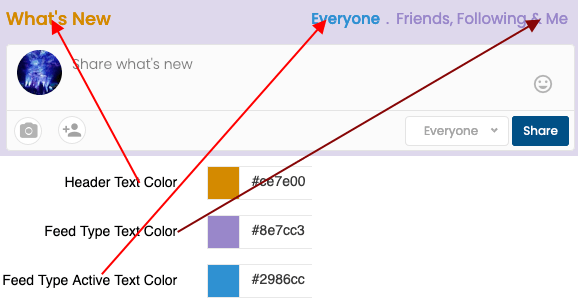 What's New
Everyone . Friends, Following & Me
Share what's new
Everyone
Share
Header Text Color #ce7e00
Feed Type Text Color #8e7cc3
Feed Type Active Text Color #2986cc